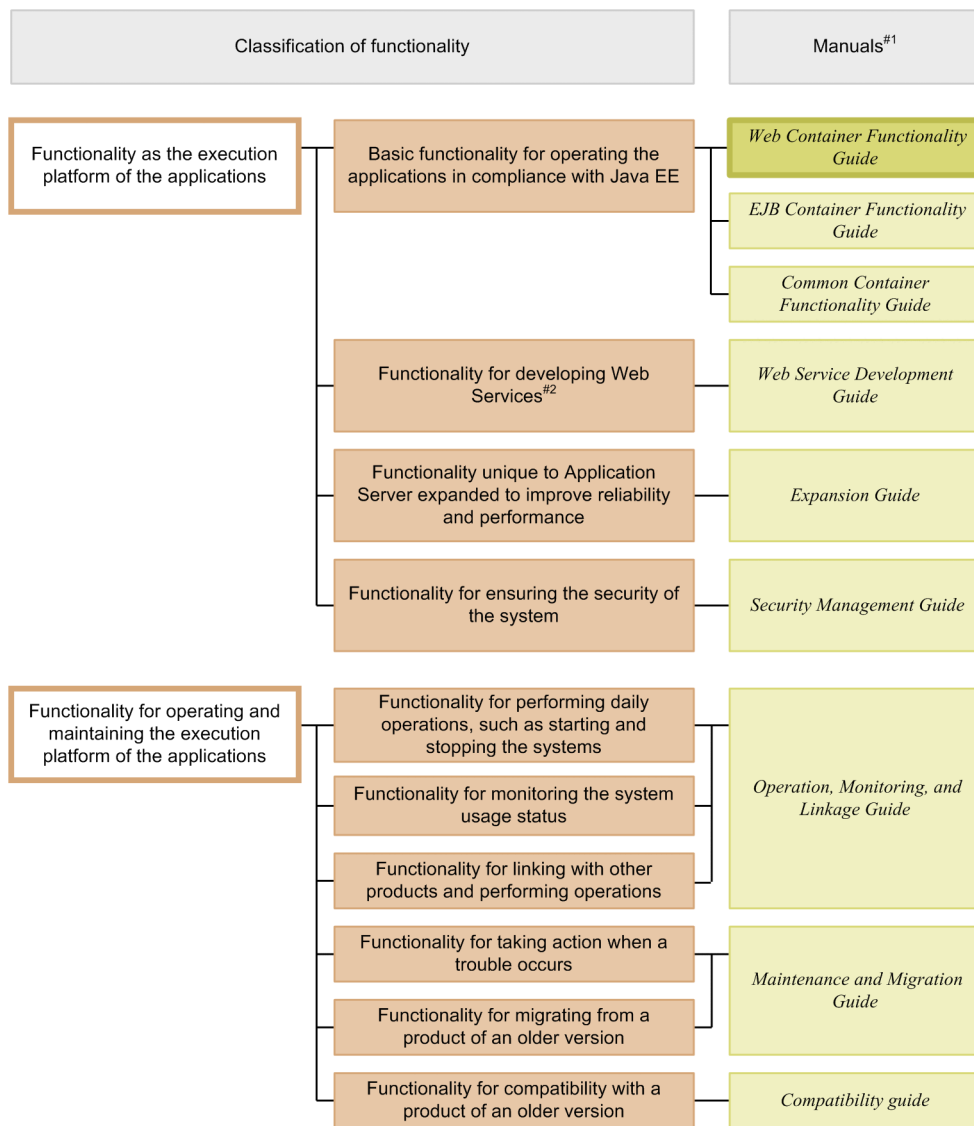 Classification of functionality
Manuals#1
Functionality as the execution
platform of the applications
Basic functionality for operating the
applications in compliance with Java EE
Web Container Functionality
Guide
EJB Container Functionality
Guide
Common Container
Functionality Guide
Functionality for developing Web
Services#2
Web Service Development
Guide
Functionality unique to Application
Server expanded to improve reliability
and performance
Expansion Guide
Functionality for ensuring the security of
the system
Security Management Guide
Functionality for operating and
maintaining the execution
platform of the applications
Functionality for performing daily
operations, such as starting and
stopping the systems
Functionality for monitoring the system
usage status
Functionality for linking with other
products and performing operations
Operation, Monitoring, and
Linkage Guide
Functionality for taking action when a
trouble occurs
Functionality for migrating from a
product of an older version
Maintenance and Migration
Guide
Functionality for compatibility with a
product of an older version
Compatibility guide